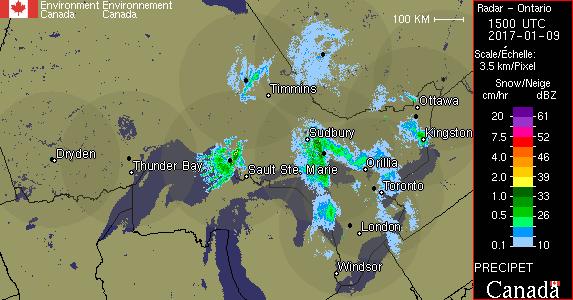 Environment Environnement
Canada Canada
100 KM
Timmins
Ottawa
Sudbury
Kingston
Dryden
Thunder Bay
Sault Ste. Marie
Orillia
Toronto
London
Windsor
Radar - Ontario
1500 UTC
2017-01-09
Scale/Échelle:
3.5 km/Pixel
Snow/Neige
cm/hr dBZ
20 61
7.5 52
4.0 46
2.0 39
1.0 33
0.5 26
0.1 10
PRECIPET
Canada